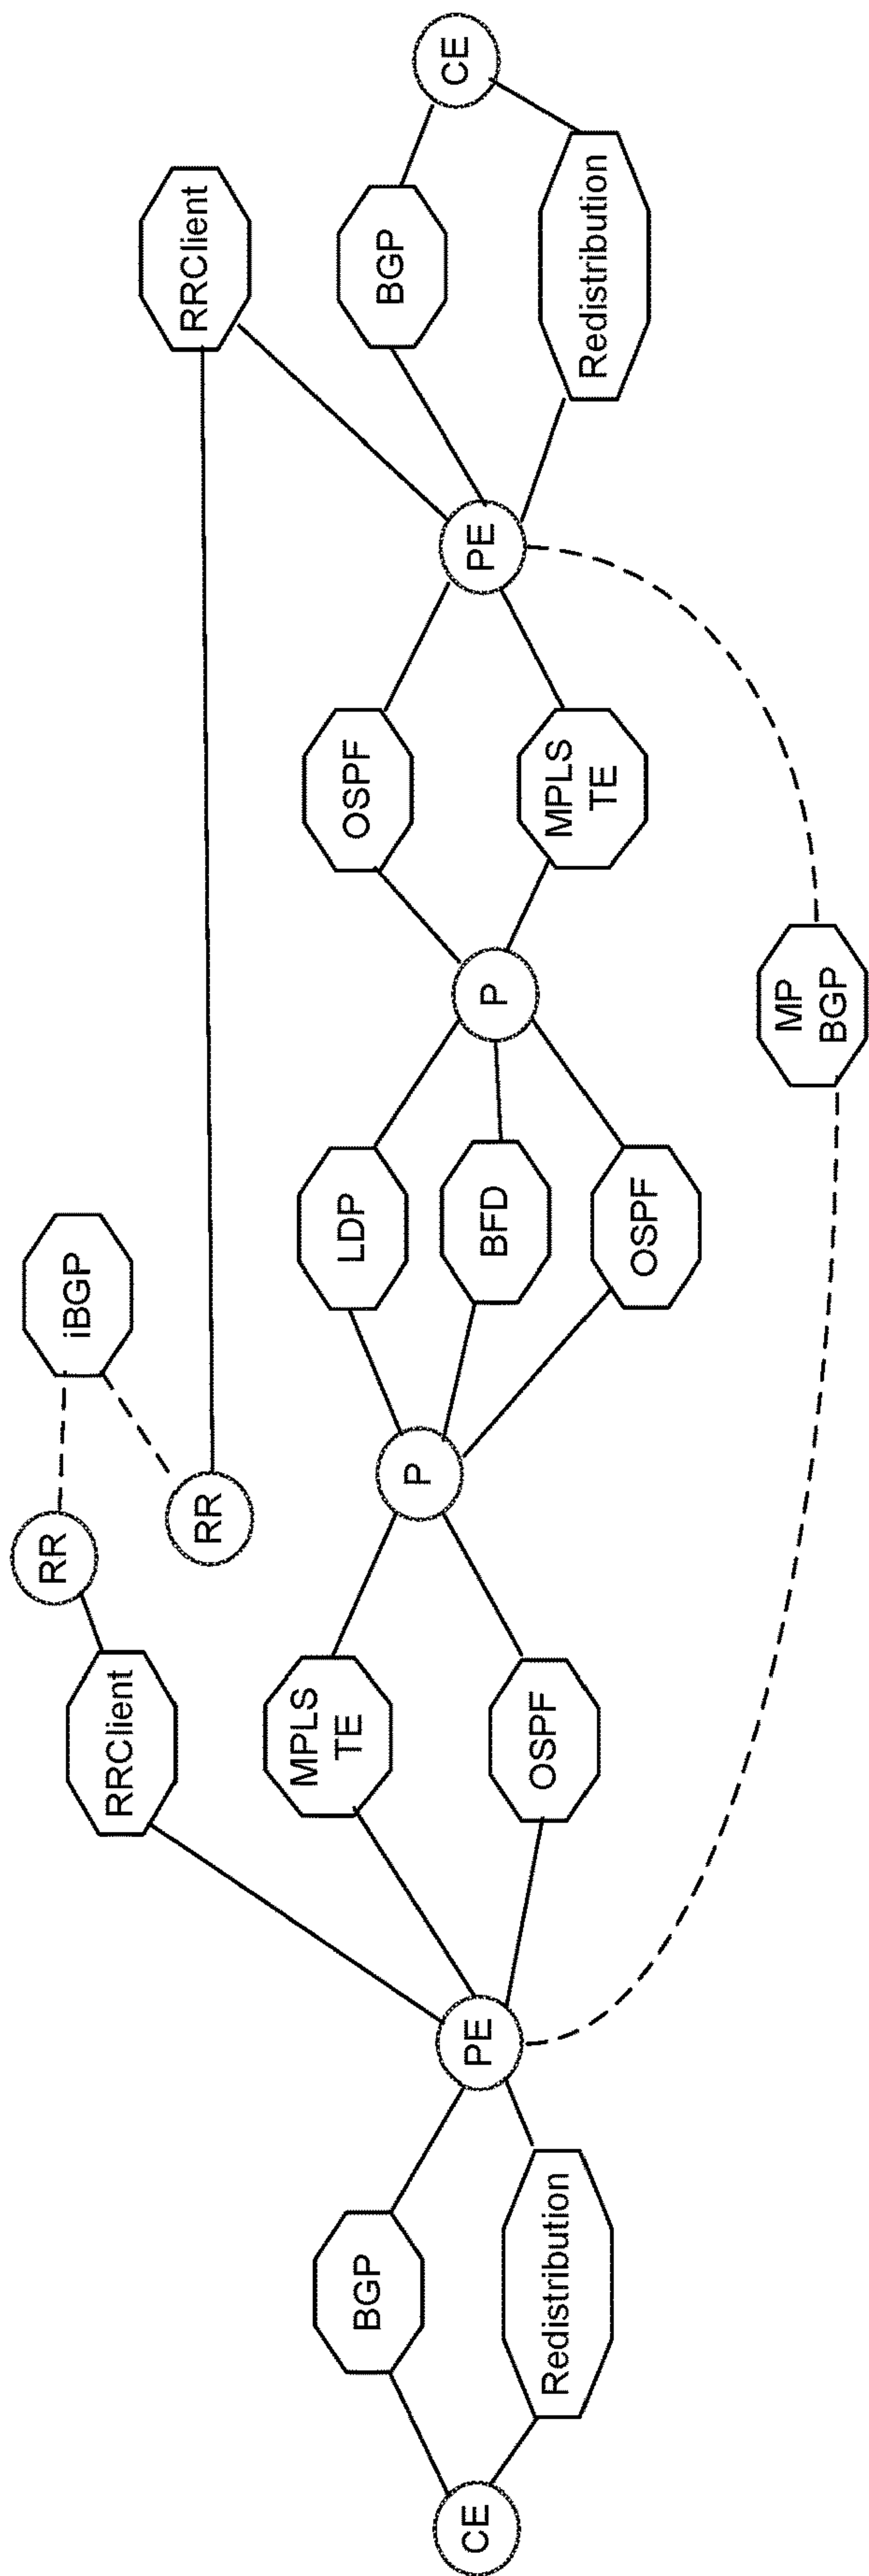 RR
iBGP
RRClient
RR
RRClient
CE
BGP
Redistribution
PE
MPLS
TE
OSPF
P
LDP
BFD
OSPF
P
OSPF
MPLS
TE
PE
BGP
Redistribution
CE
MP
BGP